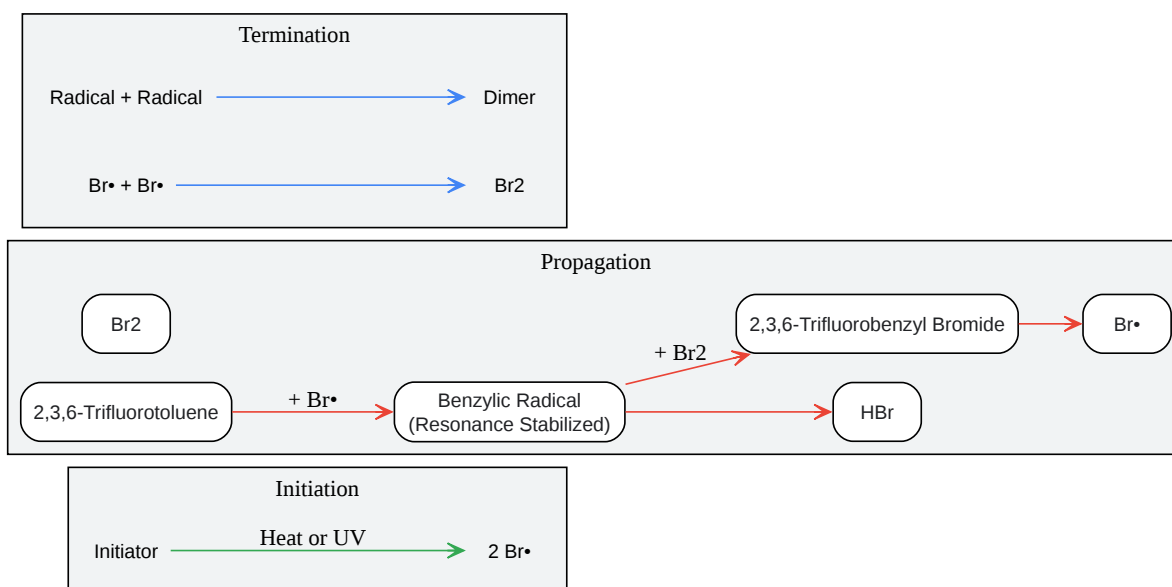 Termination
Radical + Radical
Dimer
Br• + Br•
Br2
Propagation
Br2
2,3,6-Trifluorobenzyl Bromide
Br•
+ Br2
2,3,6-Trifluorotoluene
+ Br•
Benzylic Radical
(Resonance Stabilized)
HBr
Initiation
Initiator
Heat or UV
2 Br•